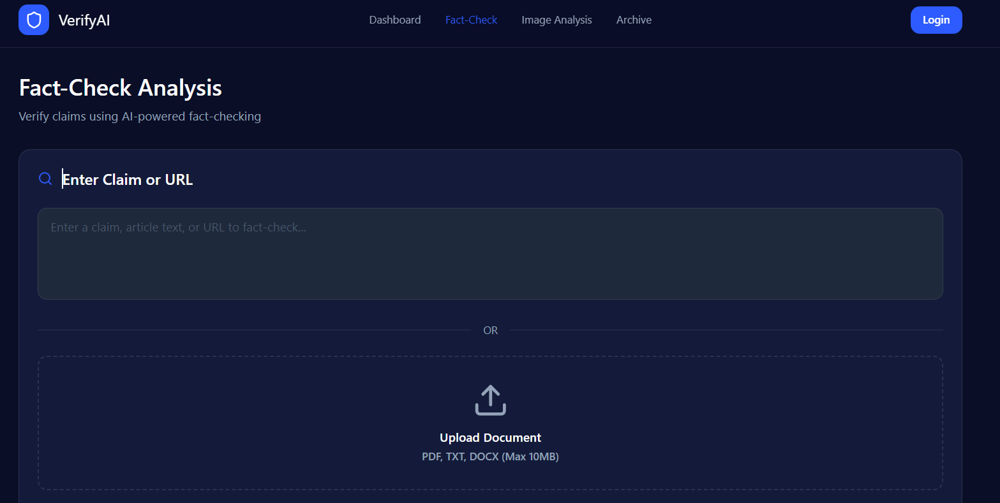 VerifyAI
Dashboard
Fact-Check
Image Analysis
Archive
Login
Fact-Check Analysis
Verify claims using AI-powered fact-checking
Enter Claim or URL
Enter a claim, article text, or URL to fact-check...
OR
Upload Document
PDF, TXT, DOCX (Max 10MB)